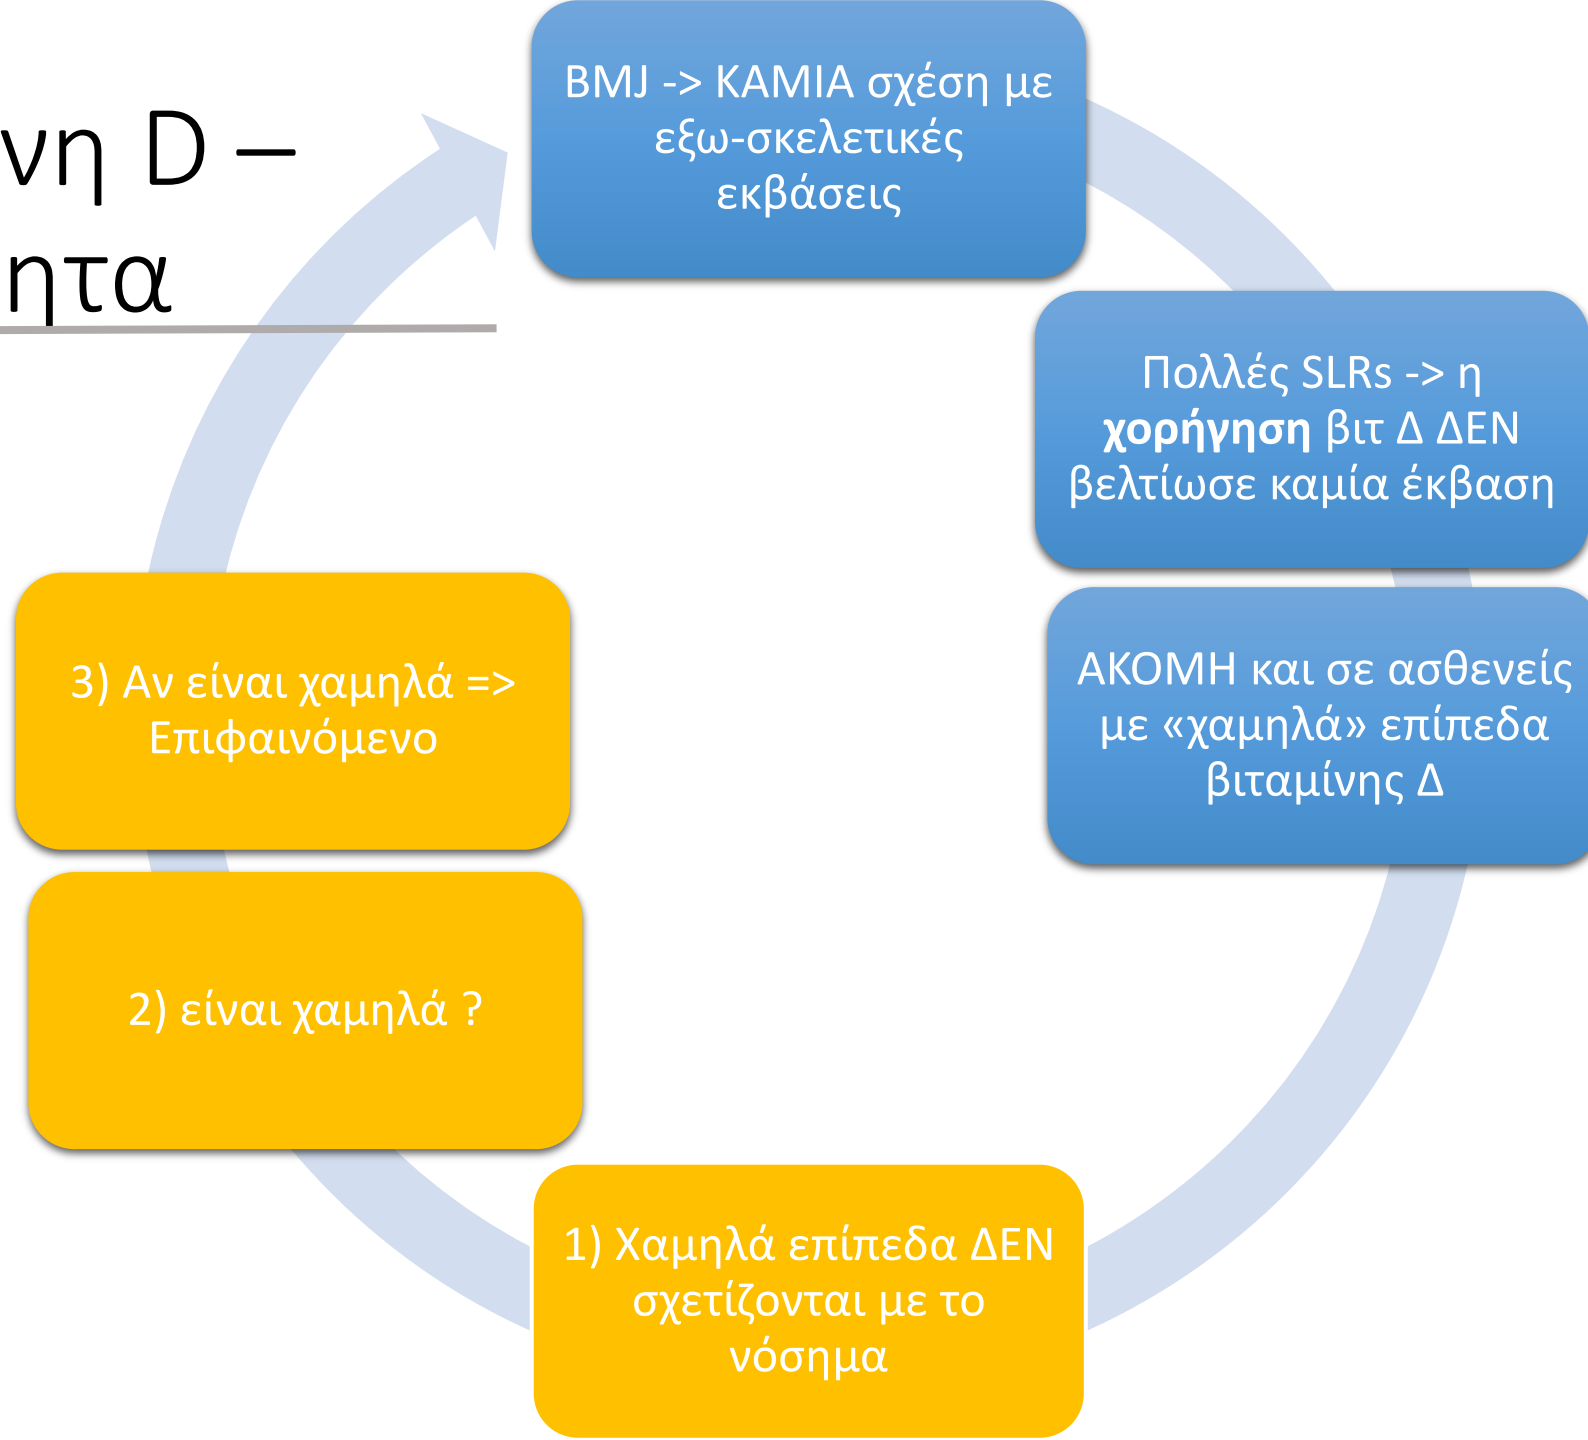 νη D –
ητα
BMJ -> ΚΑΜΙΑ σχέση με
εξω-σκελετικές
εκβάσεις
Πολλές SLRs -> η
χορήγηση βιτ Δ ΔΕΝ
βελτίωσε καμία έκβαση
ΑΚΟΜΗ και σε ασθενείς
με «χαμηλά» επίπεδα
βιταμίνης Δ
1) Χαμηλά επίπεδα ΔΕΝ
σχετίζονται με το
νόσημα
2) είναι χαμηλά ?
3) Αν είναι χαμηλά =>
Επιφαινόμενο